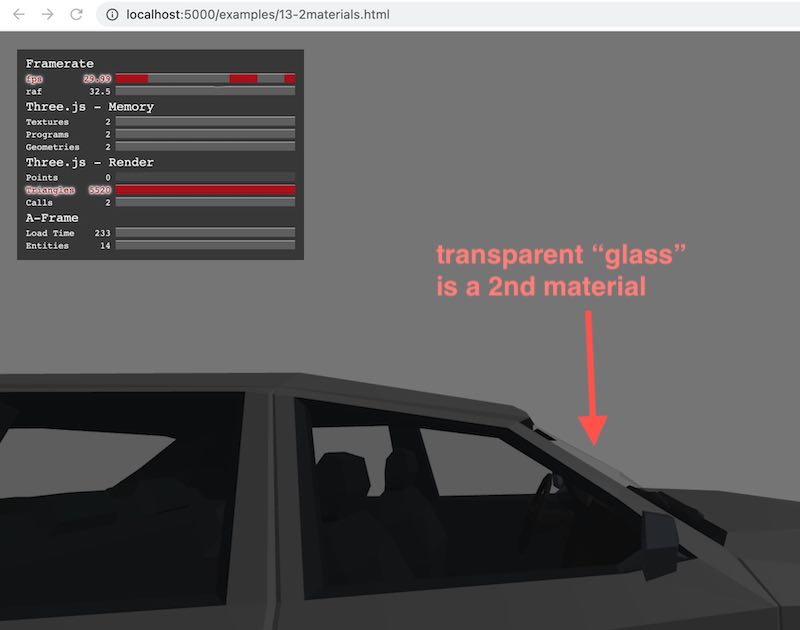 localhost:5000/examples/13-2materials.html
Framerate
fps 29.99
raf 32.5
Three.js - Memory
Textures 2
Programs 2
Geometries 2
Three.js - Render
Points 0
Triangles 5520
Calls 2
A-Frame
Load Time 233
Entities 14
transparent “glass”
is a 2nd material